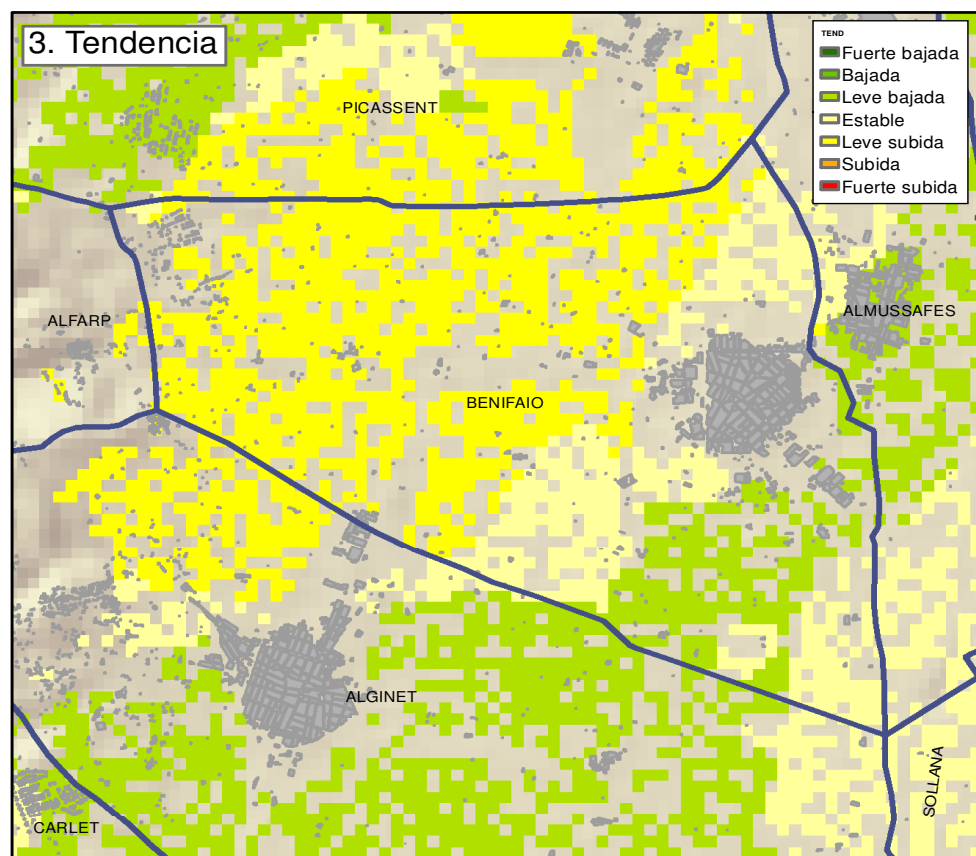 3. Tendencia
TEND
Fuerte bajada
Bajada
Leve bajada
Estable
Leve subida
Subida
Fuerte subida
PICASSENT
ALFARP
ALMUSSAFES
BENIFAIO
ALGINET
SOLLANA
CARLET